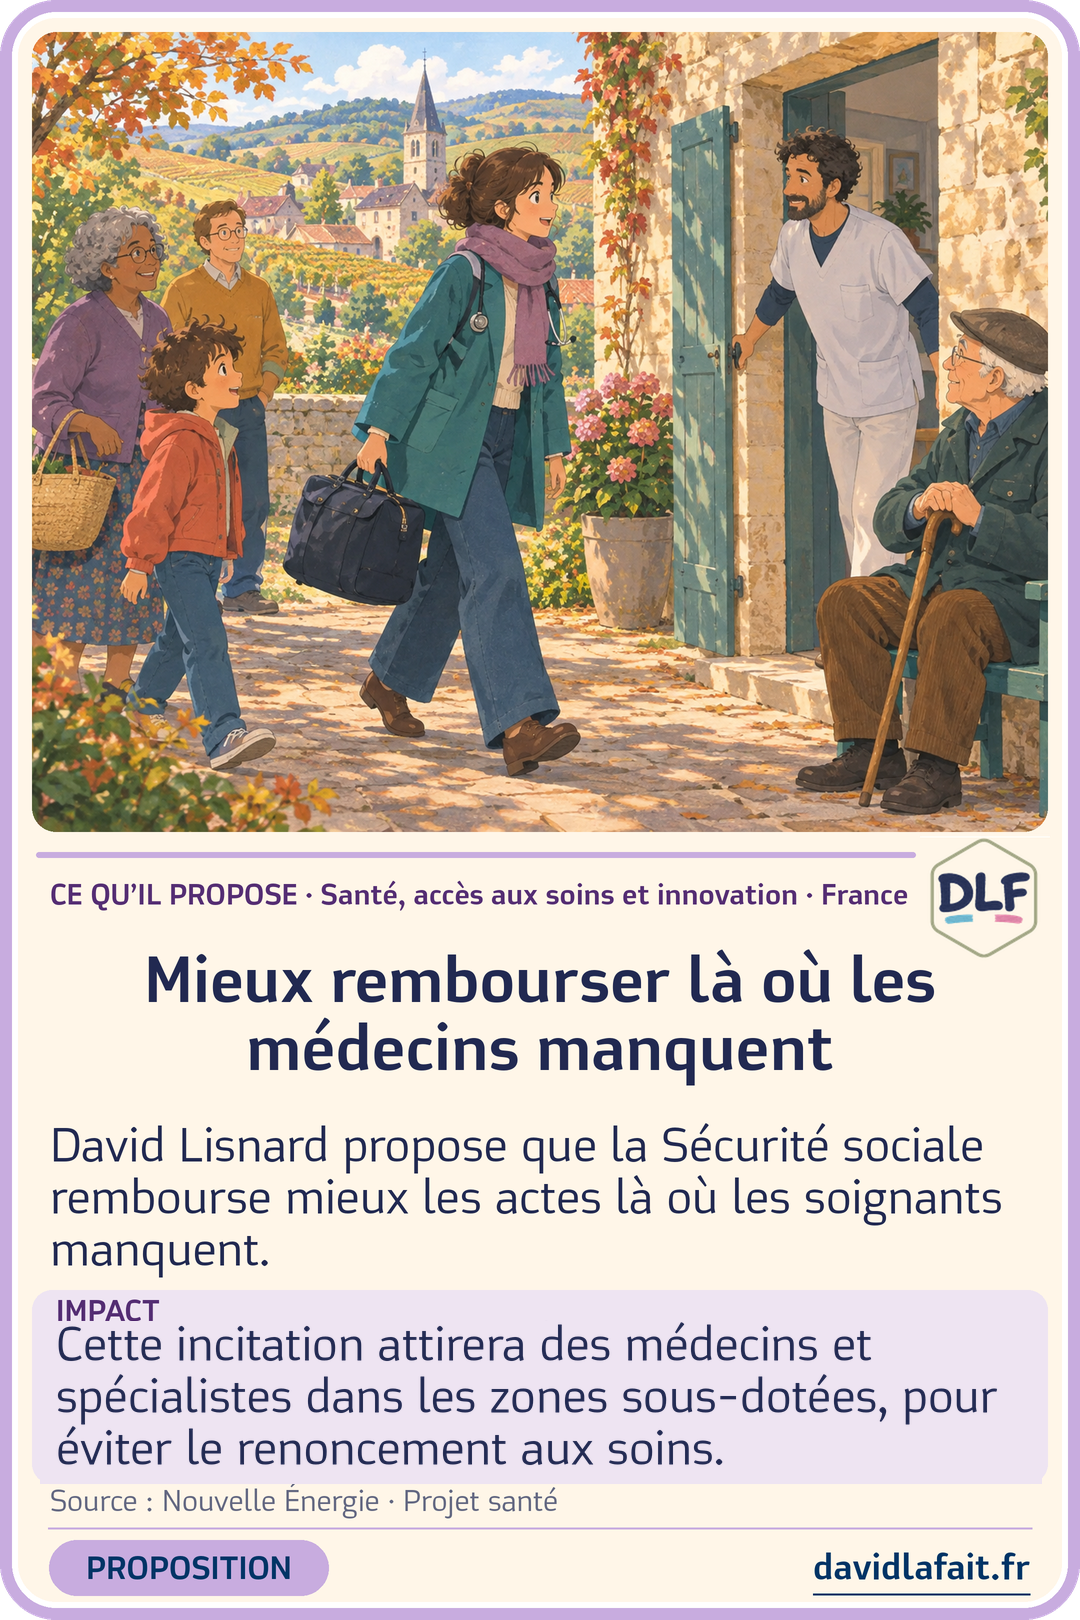 CE QU’IL PROPOSE · Santé, accès aux soins et innovation · France
DLF
Mieux rembourser là où les
médecins manquent
David Lisnard propose que la Sécurité sociale
rembourse mieux les actes là où les soignants
manquent.
IMPACT
Cette incitation attirera des médecins et
spécialistes dans les zones sous-dotées, pour
éviter le renoncement aux soins.
Source : Nouvelle Énergie · Projet santé
PROPOSITION
davidlafait.fr